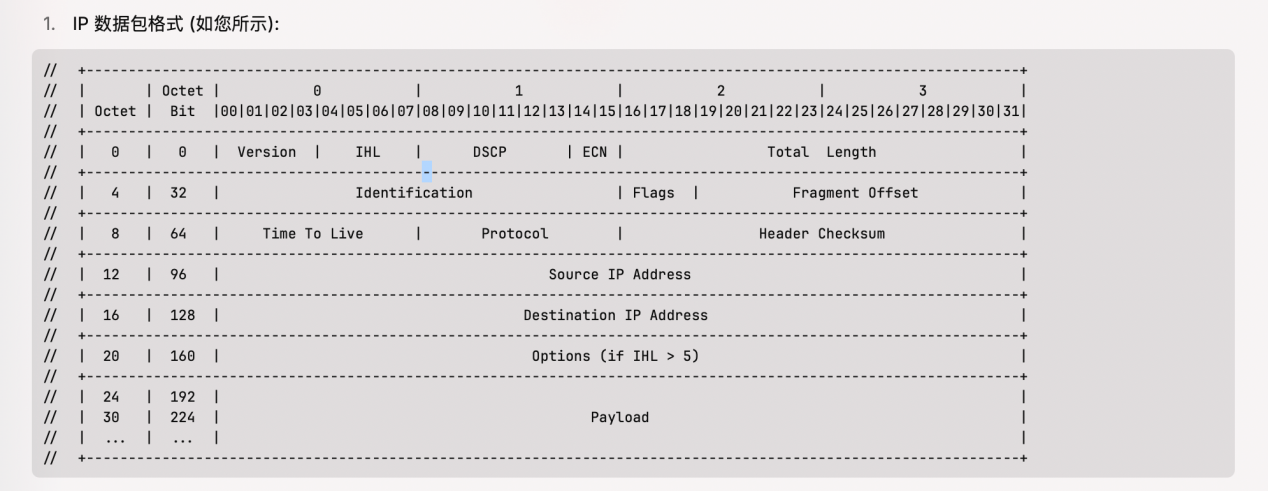 1. IP 数据包格式 (如您所示):
//   +---------------------------------------------------------------------------------------------------------------+
//   |       | Octet |           0           |           1           |           2           |           3           |
//   | Octet |  Bit  |00|01|02|03|04|05|06|07|08|09|10|11|12|13|14|15|16|17|18|19|20|21|22|23|24|25|26|27|28|29|30|31|
//   +---------------------------------------------------------------------------------------------------------------+
//   |   0   |   0   |  Version  |    IHL    |      DSCP       | ECN |                 Total  Length                 |
//   +---------------------------------------------------------------------------------------------------------------+
//   |   4   |  32   |                Identification                 | Flags  |           Fragment Offset            |
//   +---------------------------------------------------------------------------------------------------------------+
//   |   8   |  64   |     Time To Live      |       Protocol        |                Header Checksum                |
//   +---------------------------------------------------------------------------------------------------------------+
//   |  12   |  96   |                                       Source IP Address                                       |
//   +---------------------------------------------------------------------------------------------------------------+
//   |  16   |  128  |                                    Destination IP Address                                     |
//   +---------------------------------------------------------------------------------------------------------------+
//   |  20   |  160  |                                     Options (if IHL > 5)                                      |
//   +---------------------------------------------------------------------------------------------------------------+
//   |  24   |  192  |                                                                                               |
//   |  30   |  224  |                                            Payload                                            |
//   |  ...  |  ...  |                                                                                               |
//   +---------------------------------------------------------------------------------------------------------------+